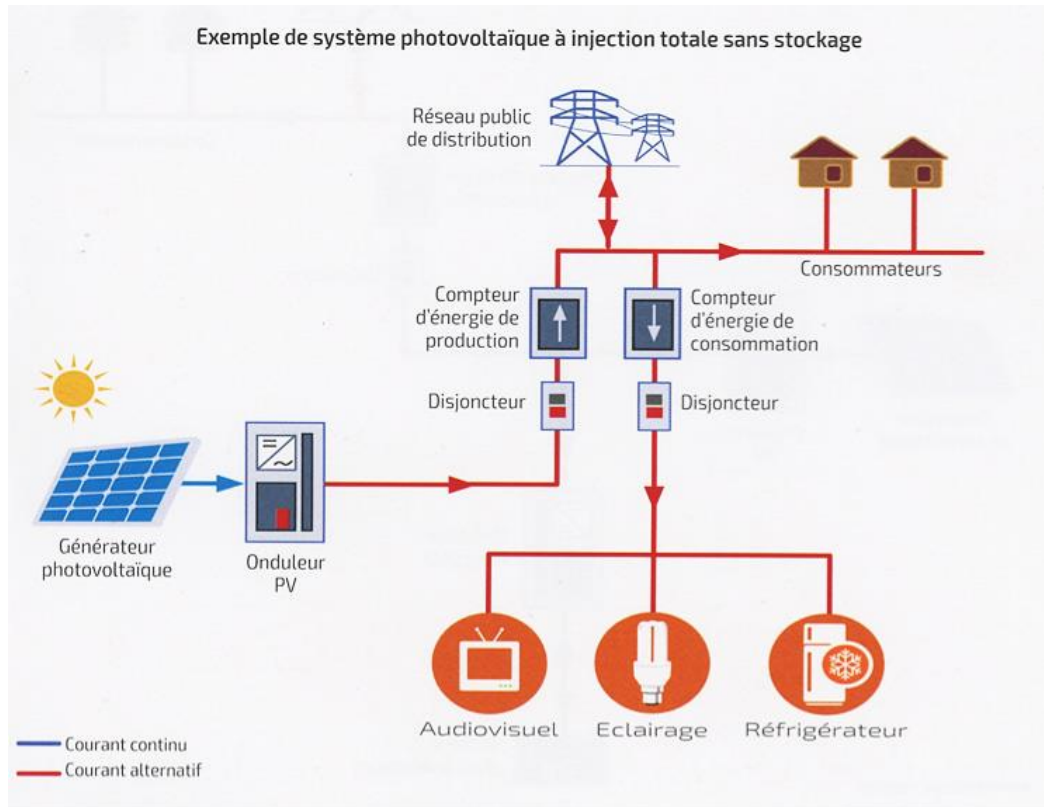 Exemple de système photovoltaïque à injection totale sans stockage
Réseau public
de distribution
Consommateurs
Compteur
d'énergie de
production
Compteur
d'énergie de
consommation
Disjoncteur
Disjoncteur
Générateur
photovoltaïque
Onduleur
PV
Audiovisuel
Eclairage
Réfrigérateur
Courant continu
Courant alternatif